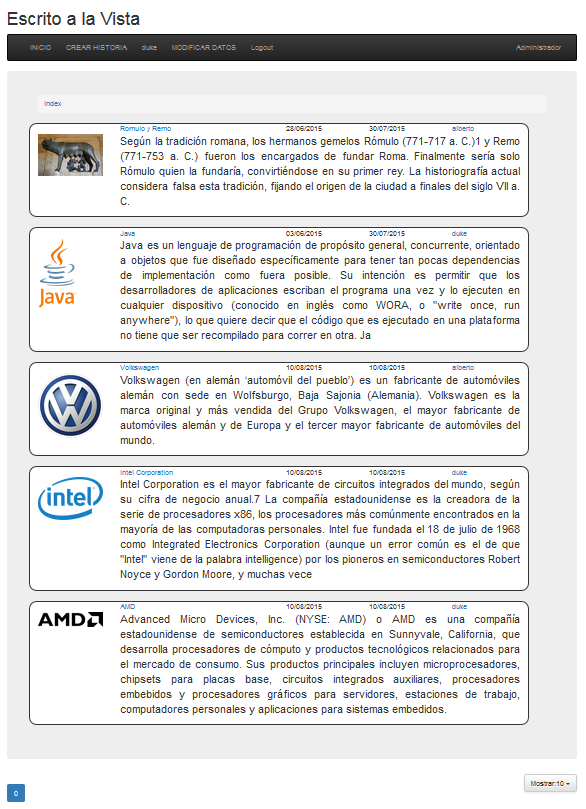 Escrito a la Vista
INICIO CREAR HISTORIA duke MODIFICAR DATOS Logout Administrador
Index
Romulo y Remo 28/06/2015 30/07/2015 alberto
Según la tradición romana, los hermanos gemelos Rómulo (771-717 a. C.)1 y Remo
(771-753 a. C.) fueron los encargados de fundar Roma. Finalmente sería solo
Rómulo quien la fundaría, convirtiéndose en su primer rey. La historiografía actual
considera falsa esta tradición, fijando el origen de la ciudad a finales del siglo VII a.
C.
Java
Java 03/06/2015 30/07/2015 duke
Java es un lenguaje de programación de propósito general, concurrente, orientado
a objetos que fue diseñado específicamente para tener tan pocas dependencias
de implementación como fuera posible. Su intención es permitir que los
desarrolladores de aplicaciones escriban el programa una vez y lo ejecuten en
cualquier dispositivo (conocido en inglés como WORA, o "write once, run
anywhere"), lo que quiere decir que el código que es ejecutado en una plataforma
no tiene que ser recompilado para correr en otra. Ja
Volkswagen 10/08/2015 10/08/2015 alberto
Volkswagen (en alemán ‘automóvil del pueblo’) es un fabricante de automóviles
alemán con sede en Wolfsburgo, Baja Sajonia (Alemania). Volkswagen es la
marca original y más vendida del Grupo Volkswagen, el mayor fabricante de
automóviles alemán y de Europa y el tercer mayor fabricante de automóviles del
mundo.
intel
Intel Corporation 10/08/2015 10/08/2015 duke
Intel Corporation es el mayor fabricante de circuitos integrados del mundo, según
su cifra de negocio anual.7 La compañía estadounidense es la creadora de la
serie de procesadores x86, los procesadores más comúnmente encontrados en la
mayoría de las computadoras personales. Intel fue fundada el 18 de julio de 1968
como Integrated Electronics Corporation (aunque un error común es el de que
"Intel" viene de la palabra intelligence) por los pioneros en semiconductores Robert
Noyce y Gordon Moore, y muchas vece
AMD
AMD 10/08/2015 10/08/2015 duke
Advanced Micro Devices, Inc. (NYSE: AMD) o AMD es una compañía
estadounidense de semiconductores establecida en Sunnyvale, California, que
desarrolla procesadores de cómputo y productos tecnológicos relacionados para
el mercado de consumo. Sus productos principales incluyen microprocesadores,
chipsets para placas base, circuitos integrados auxiliares, procesadores
embebidos y procesadores gráficos para servidores, estaciones de trabajo,
computadores personales y aplicaciones para sistemas embedidos.
Mostrar:10
0